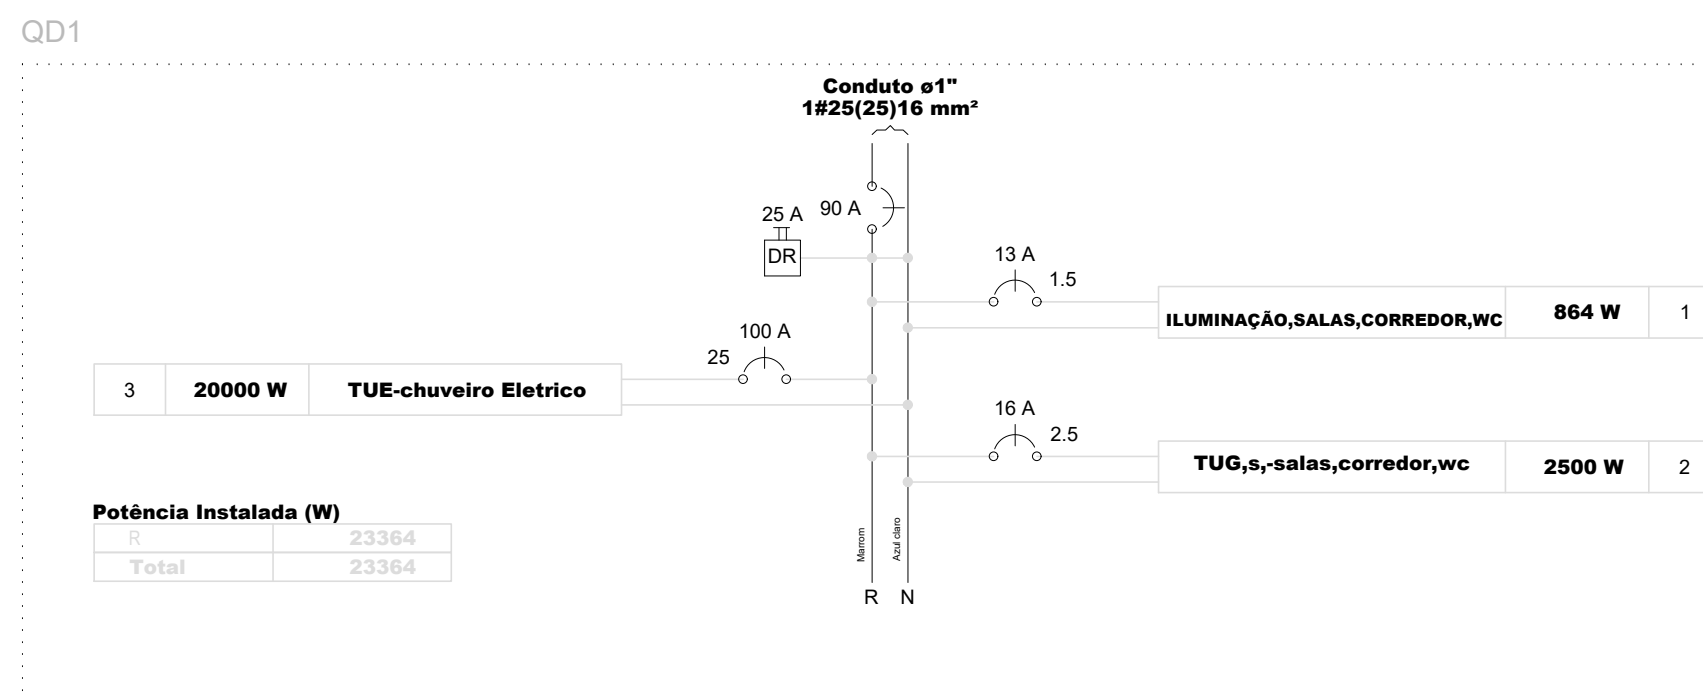 QD1
Conduto ø1"
1#25(25)16 mm²
25 A
90 A
DR
13 A
1.5
ILUMINAÇÃO,SALAS,CORREDOR,WC
864 W
1
100 A
25
3
20000 W
TUE-chuveiro Eletrico
16 A
2.5
TUG,s,-salas,corredor,wc
2500 W
2
Potência Instalada (W)
R 23364
Total 23364
Marrom
Azul claro
R N